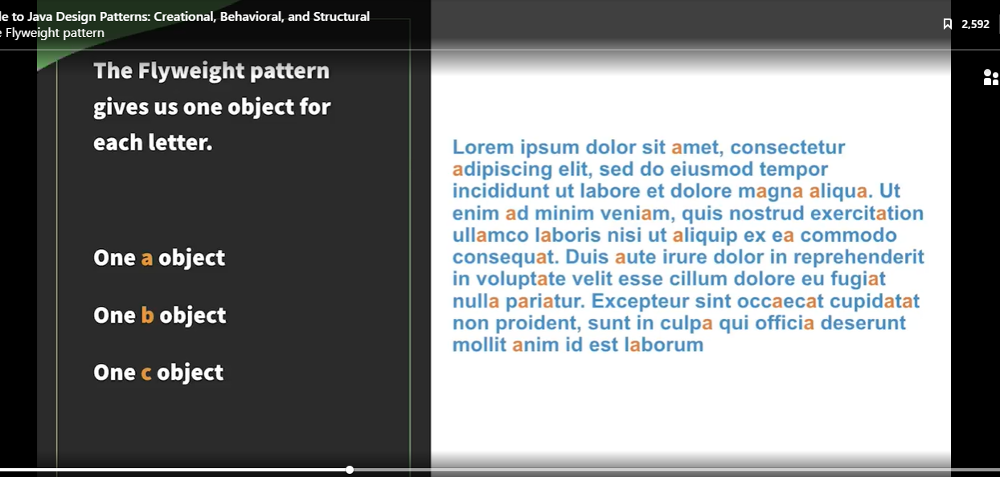 le to Java Design Patterns: Creational, Behavioral, and Structural
e Flyweight pattern
2,592
The Flyweight pattern
gives us one object for
each letter.
One a object
One b object
One c object
Lorem ipsum dolor sit amet, consectetur
adipiscing elit, sed do eiusmod tempor
incididunt ut labore et dolore magna aliqua. Ut
enim ad minim veniam, quis nostrud exercitation
ullamco laboris nisi ut aliquip ex ea commodo
consequat. Duis aute irure dolor in reprehenderit
in voluptate velit esse cillum dolore eu fugiat
nulla pariatur. Excepteur sint occaecat cupidatat
non proident, sunt in culpa qui officia deserunt
mollit anim id est laborum